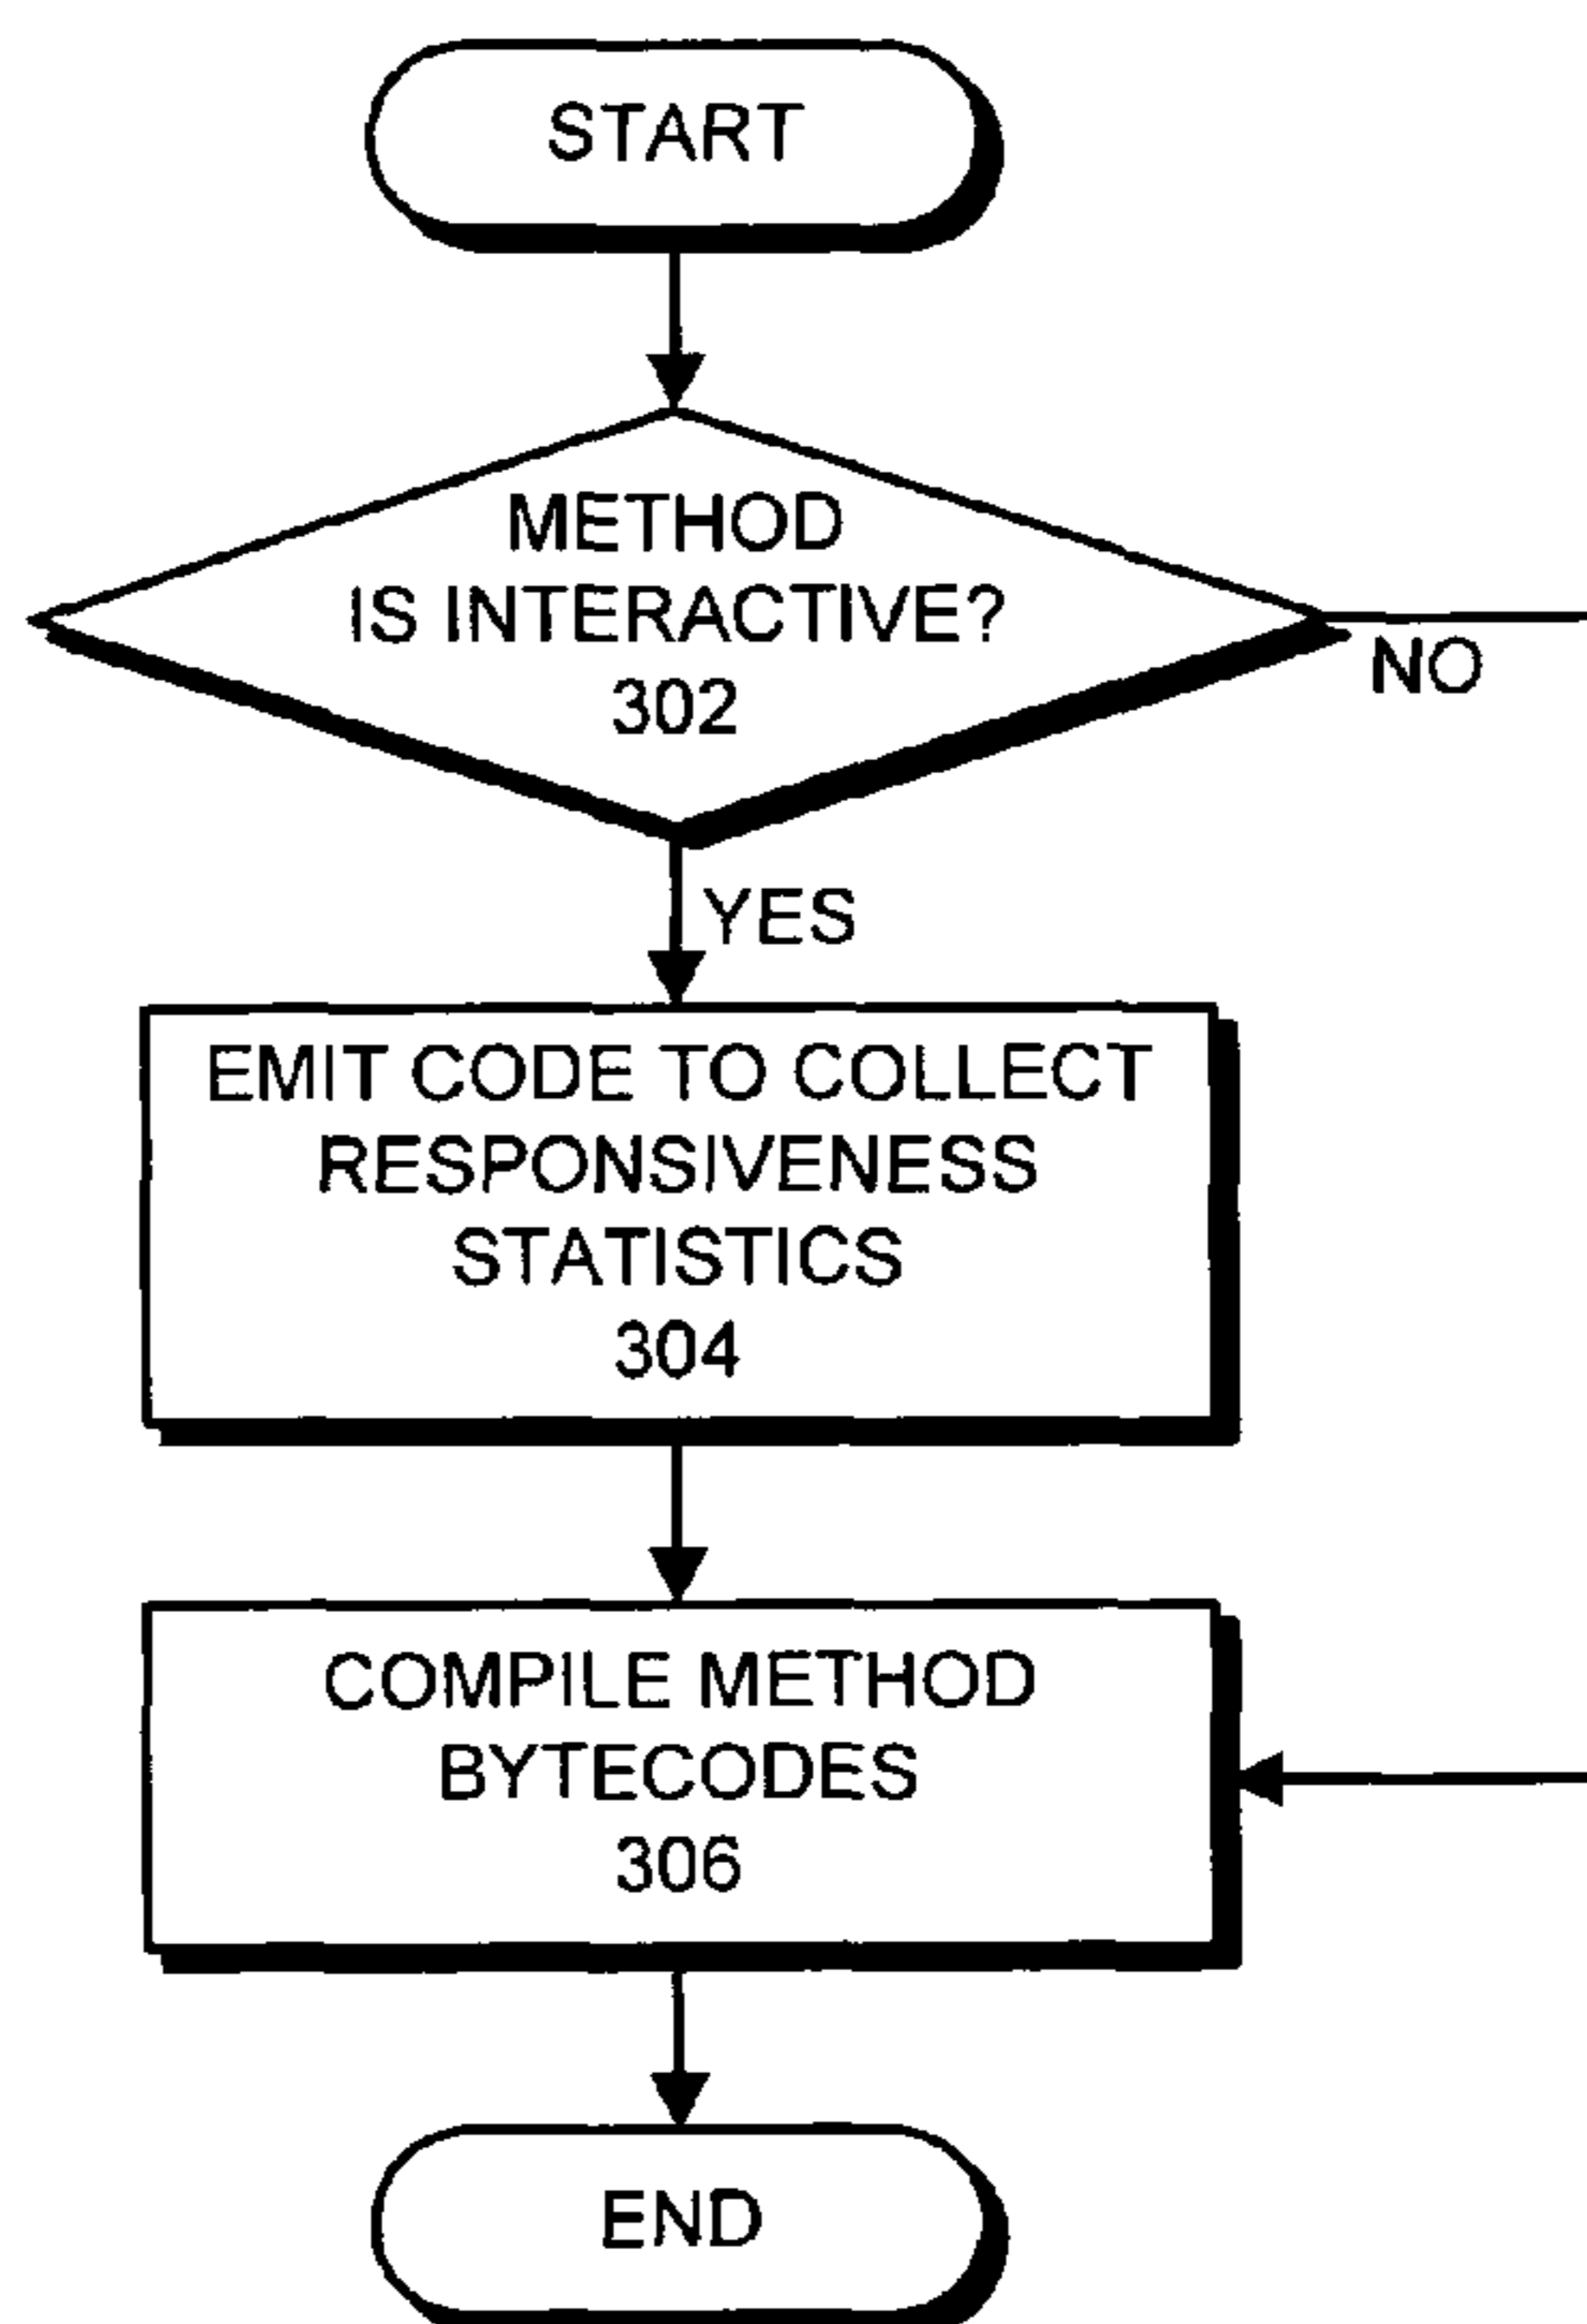 START
METHOD
IS INTERACTIVE?
302
NO
YES
EMIT CODE TO COLLECT
RESPONSIVENESS
STATISTICS
304
COMPILE METHOD
BYTECODES
306
END